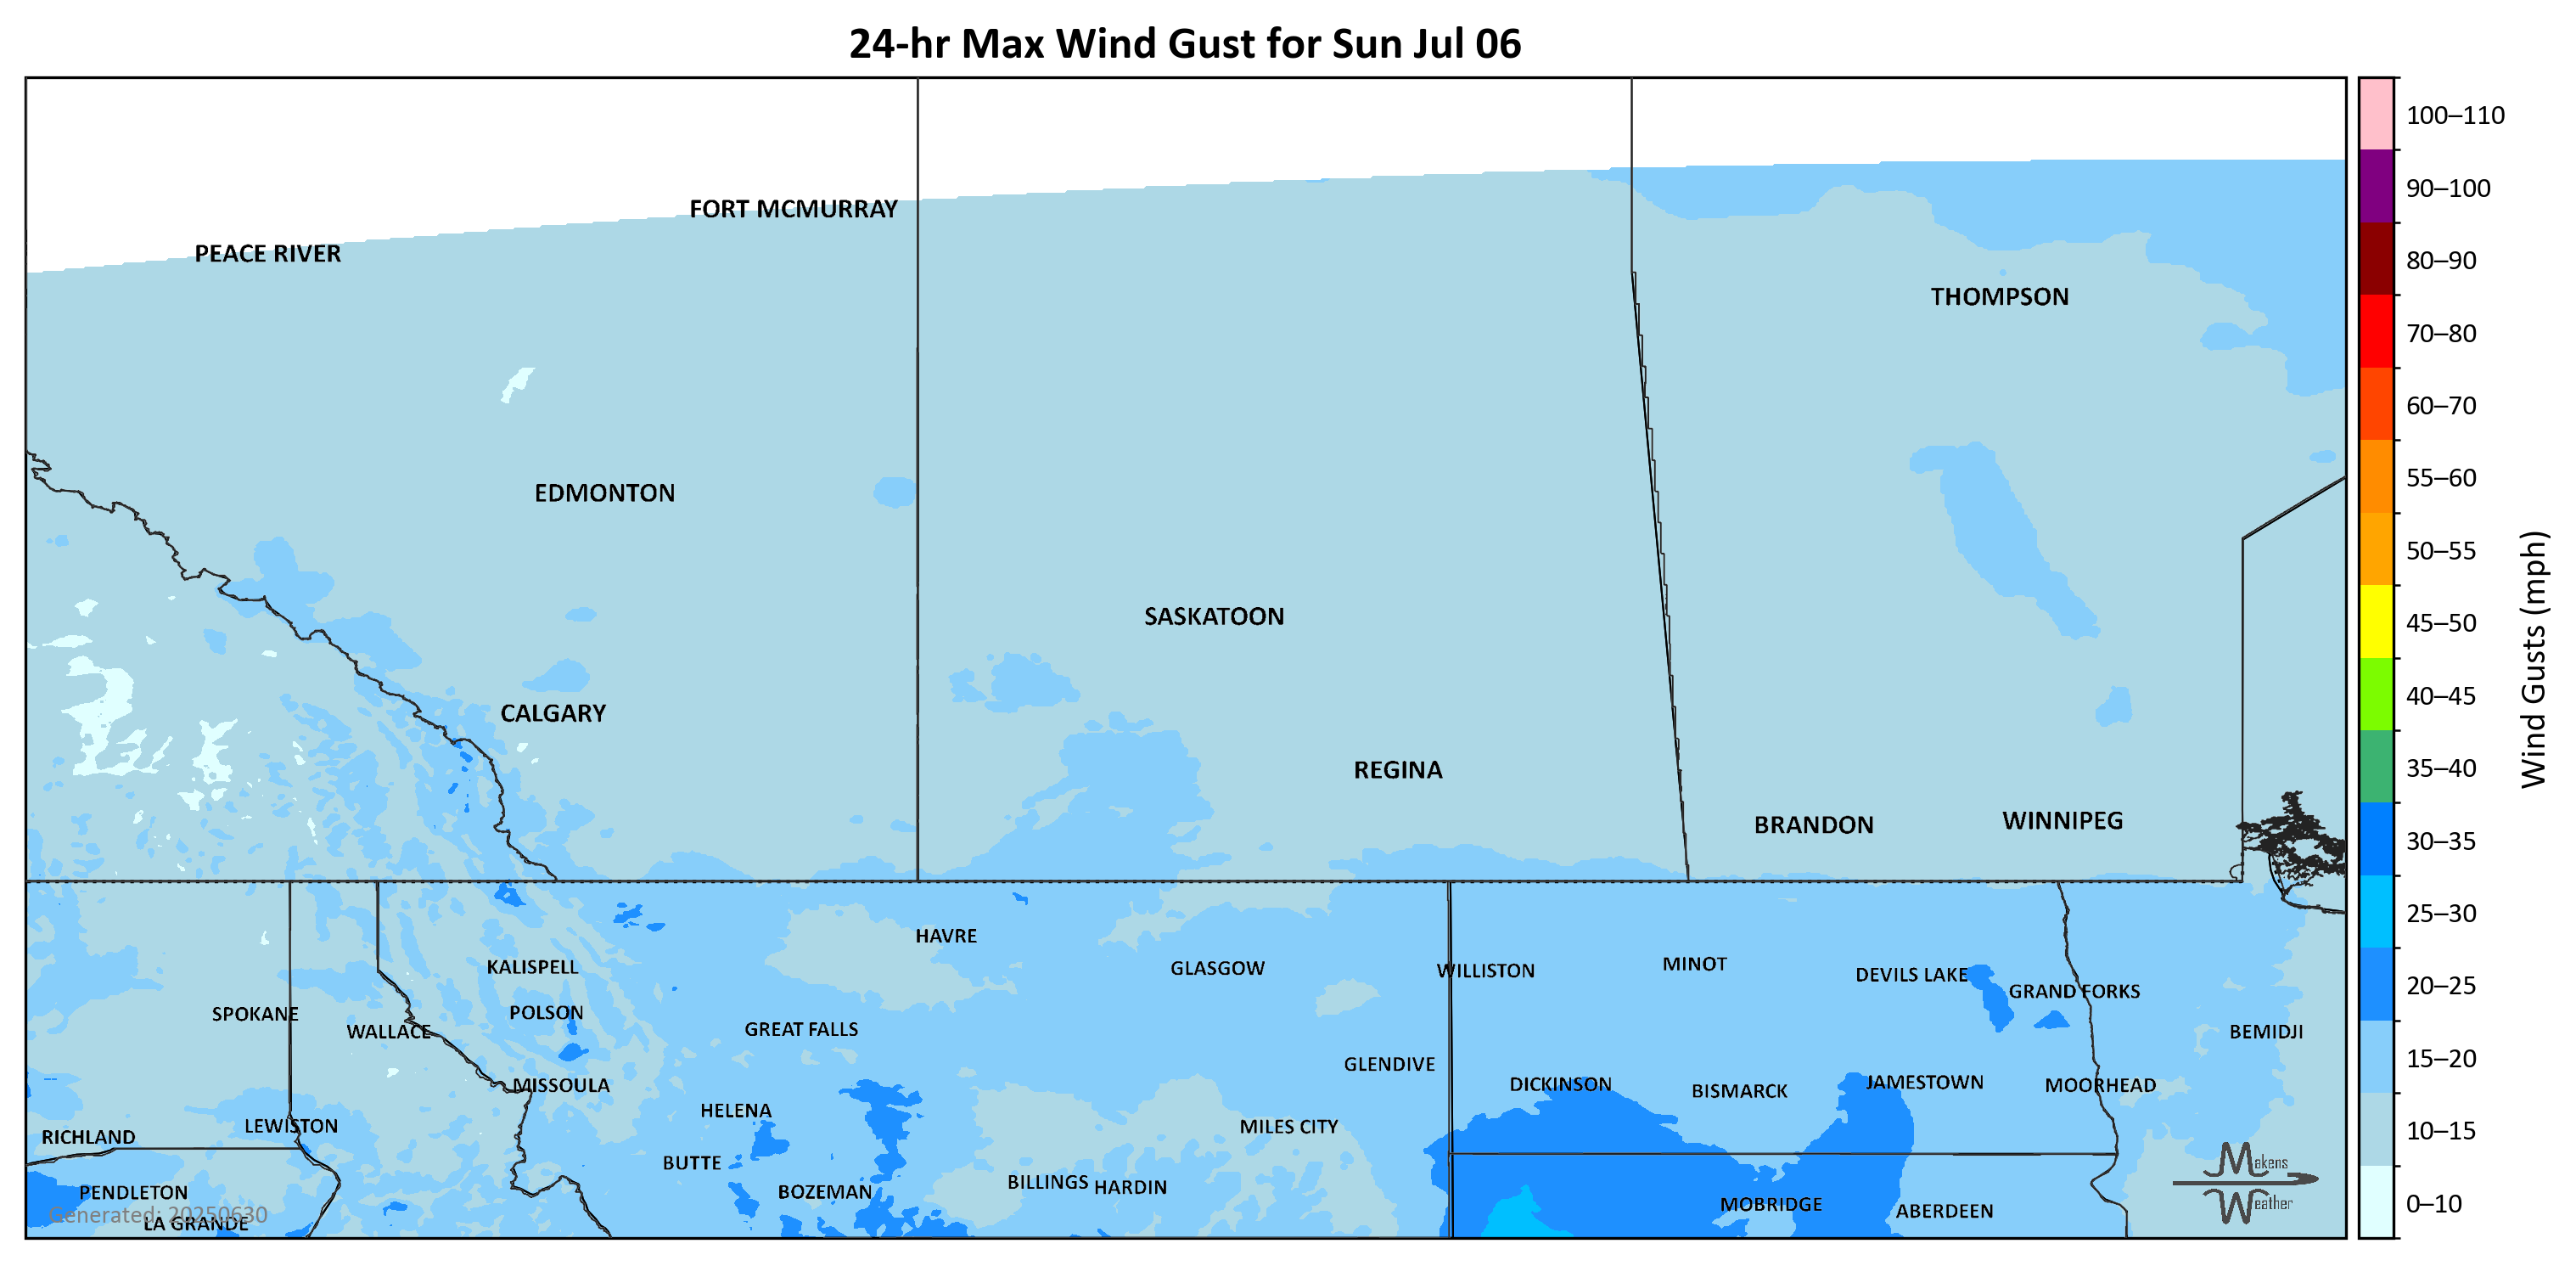 24-hr Max Wind Gust for Sun Jul 06
100–110
90–100
80–90
70–80
60–70
55–60
50–55
45–50
40–45
35–40
30–35
25–30
20–25
15–20
10–15
0–10
Wind Gusts (mph)
FORT MCMURRAY
PEACE RIVER
THOMPSON
EDMONTON
SASKATOON
CALGARY
REGINA
BRANDON
WINNIPEG
HAVRE
KALISPELL
GLASGOW
WILLISTON
MINOT
DEVILS LAKE
GRAND FORKS
SPOKANE
POLSON
WALLACE
GREAT FALLS
BEMIDJI
GLENDIVE
MISSOULA
DICKINSON
BISMARCK
JAMESTOWN
MOORHEAD
HELENA
LEWISTON
MILES CITY
RICHLAND
BUTTE
PENDLETON
BOZEMAN
BILLINGS
HARDIN
MOBRIDGE
ABERDEEN
LA GRANDE
Generated: 20250630
Makens
Weather